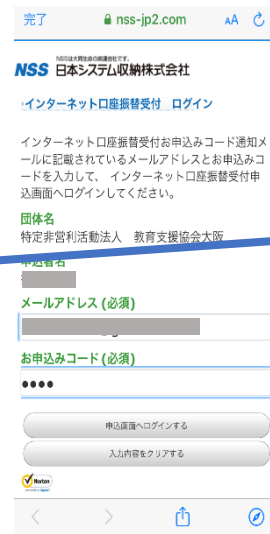 完了
nss-jp2.com
AA
NSSは大同生命の関連会社です。
NSS 日本システム収納株式会社
インターネット口座振替受付 ログイン
インターネット口座振替受付お申込みコード通知メ
ールに記載されているメールアドレスとお申込みコ
ードを入力して、 インターネット口座振替受付申
込画面へログインしてください。
団体名
特定非営利活動法人 教育支援協会大阪
申込者名
メールアドレス (必須)
お申込みコード (必須)
••••
申込画面へログインする
入力内容をクリアする
Norton